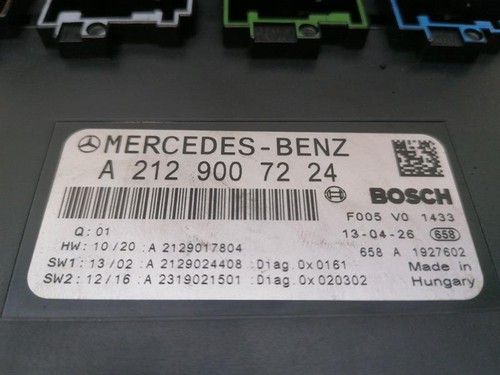 MERCEDES-BENZ
A 212 900 72 24
BOSCH
Q: 01
F005 V0 1433
HW: 10/20 :A 2129017804
13-04-26 658
SW1: 13/02 :A 2129024408 :Diag.0x0161
658 A 1927602
SW2: 12/16 :A 2319021501 :Diag.0x020302
Made in
Hungary